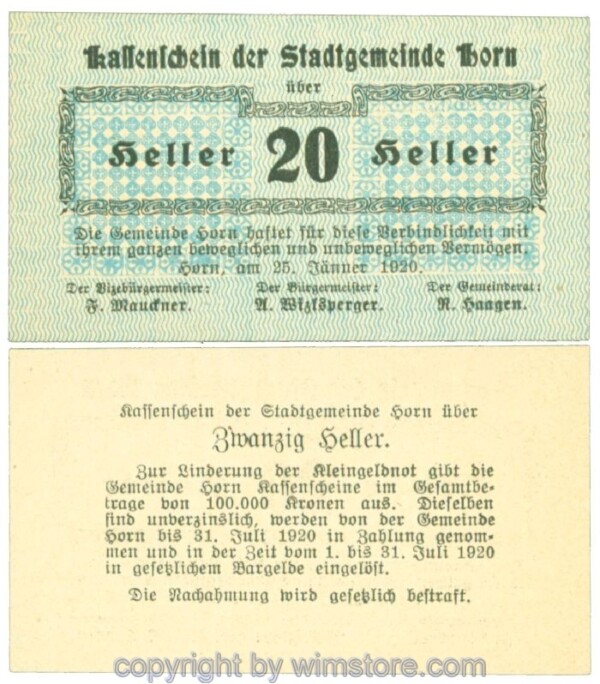 Kassenschein der Stadtgemeinde Horn
über
Heller 20 Heller
Die Gemeinde Horn haftet für diese Verbindlichkeit mit
ihrem ganzen beweglichen und unbeweglichen Vermögen.
Horn, am 25. Jänner 1920.
Der Vizebürgermeister: Der Bürgermeister: Der Gemeinderat:
F. Mauckner. A. Wizlsperger. R. Haagen.
Kassenschein der Stadtgemeinde Horn über
Zwanzig Heller.
Zur Linderung der Kleingeldnot gibt die
Gemeinde Horn Kassenscheine im Gesamtbe-
trage von 100.000 Kronen aus. Dieselben
sind unverzinslich, werden von der Gemeinde
Horn bis 31. Juli 1920 in Zahlung genom-
men und in der Zeit vom 1. bis 31. Juli 1920
in gesetzlichem Bargelde eingelöst.
Die Nachahmung wird gesetzlich bestraft.
copyright by wimstore.com